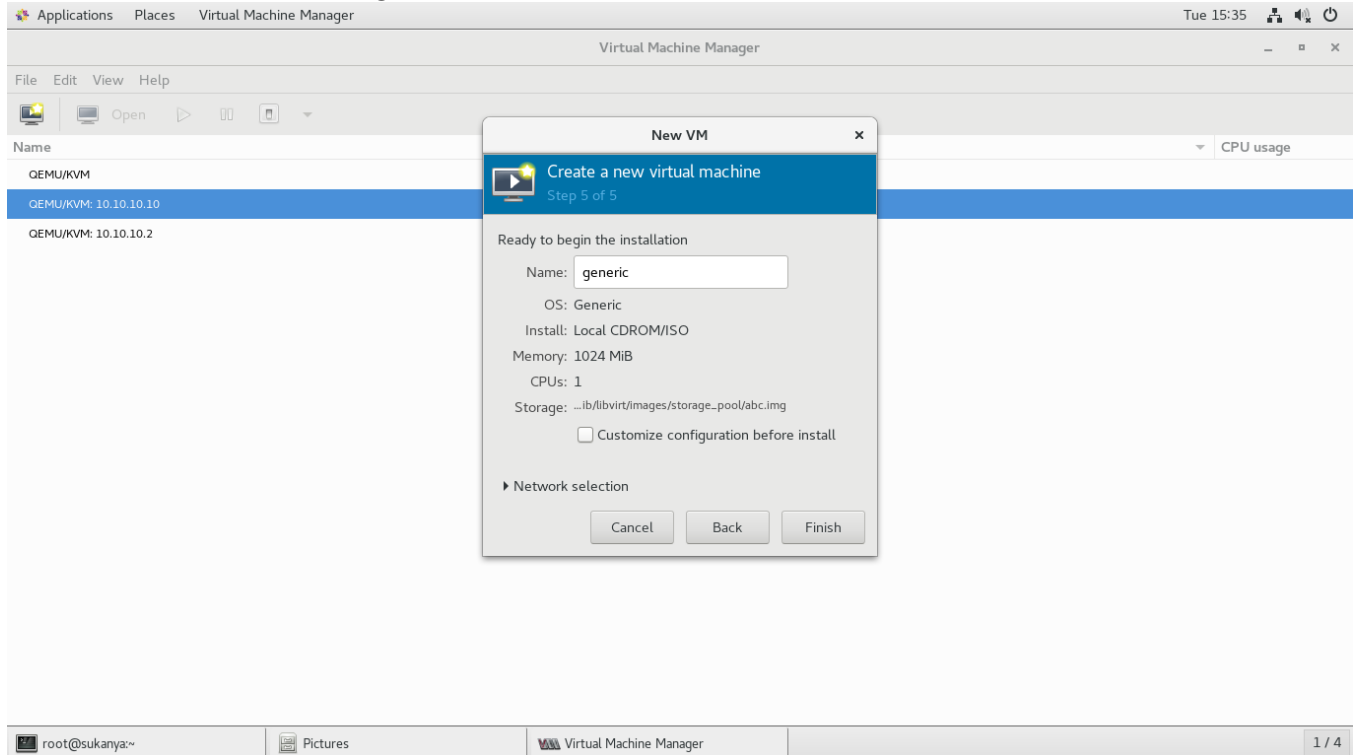 Applications Places Virtual Machine Manager Tue 15:35
Virtual Machine Manager
File Edit View Help
Open
Name CPU usage
QEMU/KVM
QEMU/KVM: 10.10.10.10
QEMU/KVM: 10.10.10.2
New VM
Create a new virtual machine
Step 5 of 5
Ready to begin the installation
Name: generic
OS: Generic
Install: Local CDROM/ISO
Memory: 1024 MiB
CPUs: 1
Storage: ...ib/libvirt/images/storage_pool/abc.img
Customize configuration before install
Network selection
Cancel Back Finish
root@sukanya:~ Pictures Virtual Machine Manager 1 / 4